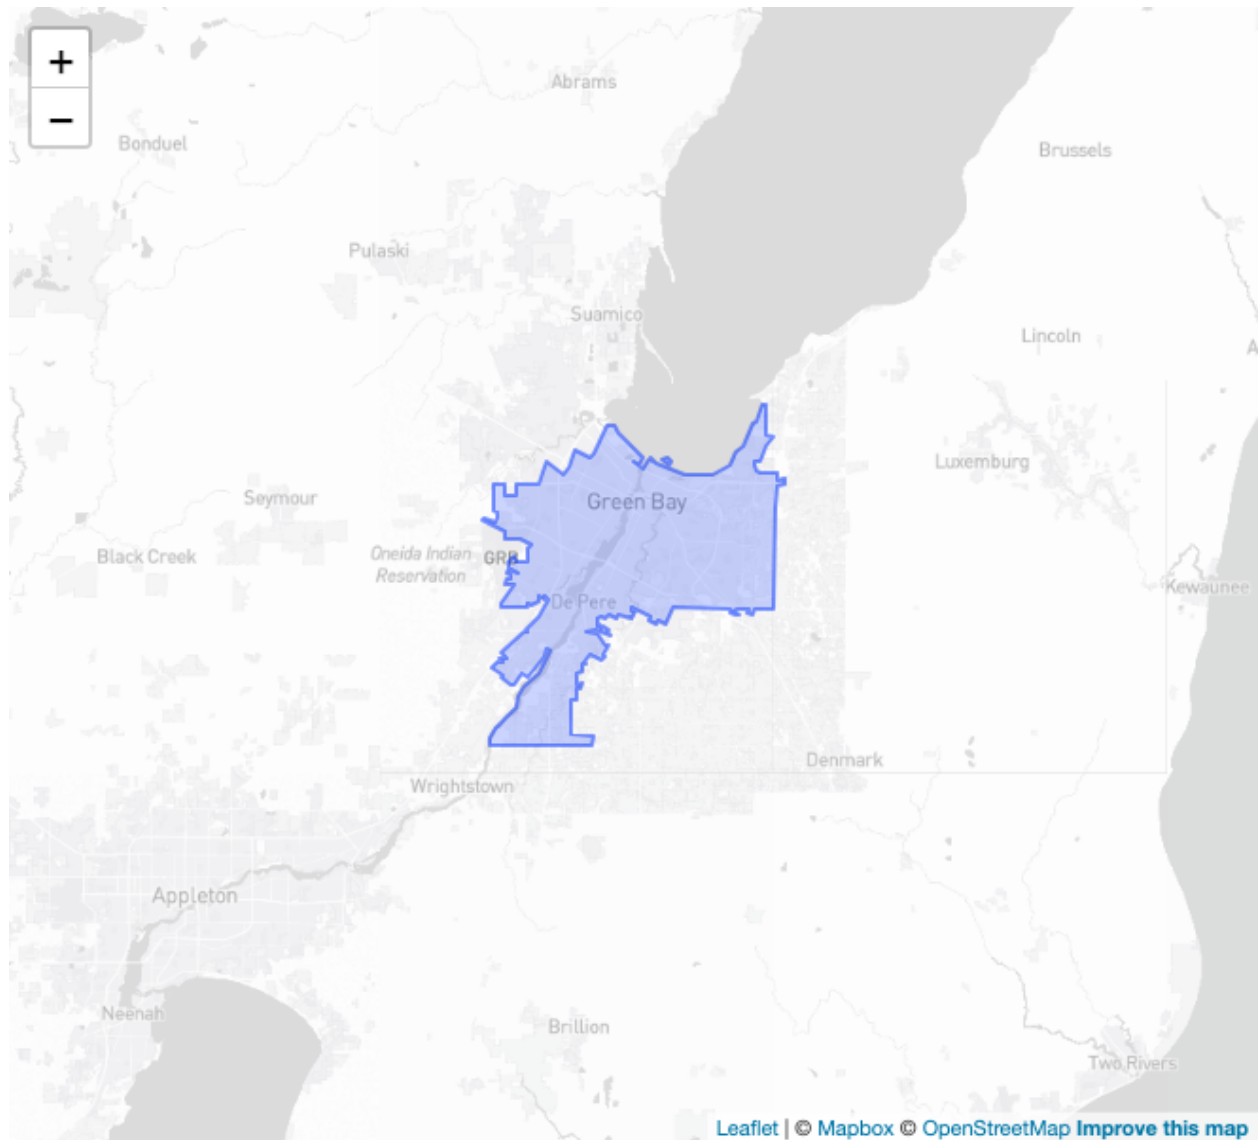 +
Abrams
−
Bonduel
Brussels
Pulaski
Suamico
Lincoln
A
Luxemburg
Seymour
Green Bay
Oneida Indian
Reservation
GRB
Black Creek
Kewaunee
De Pere
Denmark
Wrightstown
Appleton
Neenah
Brillion
Two Rivers
Leaflet | © Mapbox © OpenStreetMap Improve this map